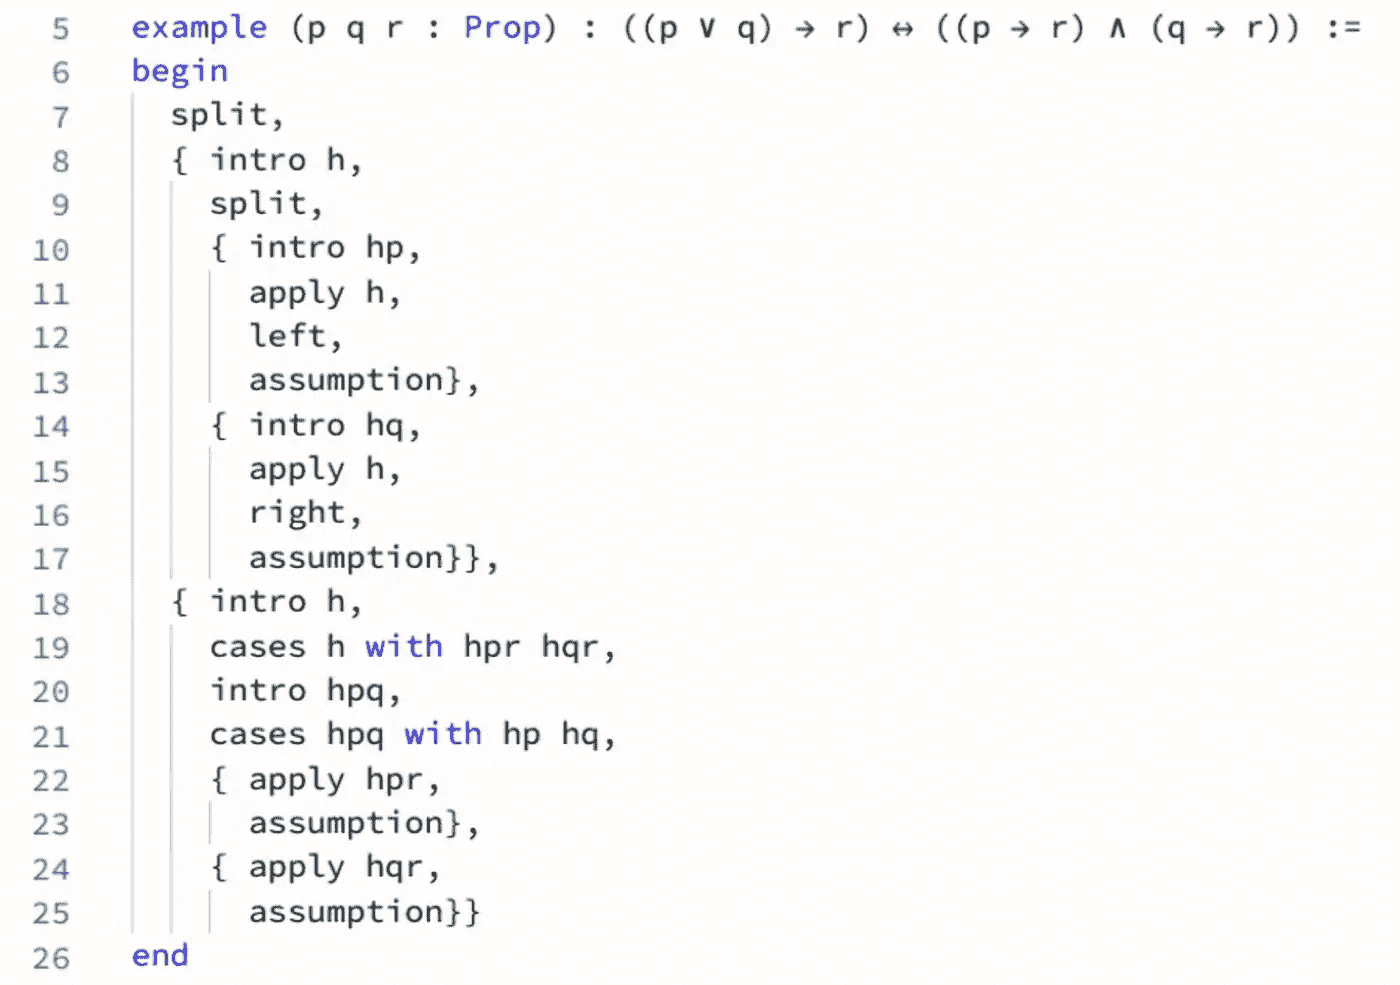 5 example (p q r : Prop) : ((p ∨ q) → r) ↔ ((p → r) ∧ (q → r)) :=
6 begin
7 split,
8 { intro h,
9 split,
10 { intro hp,
11 apply h,
12 left,
13 assumption},
14 { intro hq,
15 apply h,
16 right,
17 assumption}},
18 { intro h,
19 cases h with hpr hqr,
20 intro hpq,
21 cases hpq with hp hq,
22 { apply hpr,
23 assumption},
24 { apply hqr,
25 assumption}}
26 end